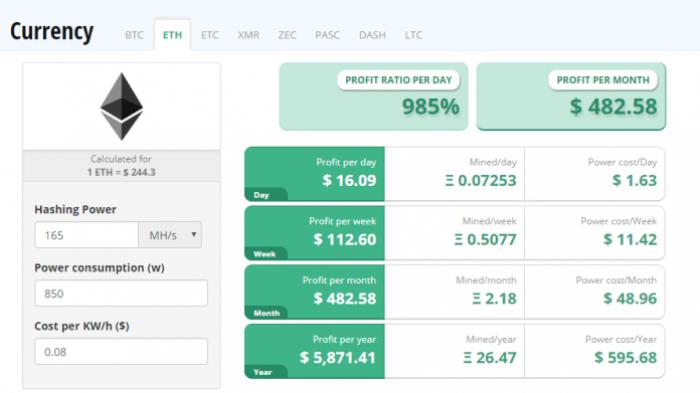 Currency
BTC ETH ETC XMR ZEC PASC DASH LTC
Calculated for
1 ETH = $ 244.3
Hashing Power
165 MH/s
Power consumption (w)
850
Cost per KW/h ($)
0.08
PROFIT RATIO PER DAY
985%
PROFIT PER MONTH
$ 482.58
Profit per day Mined/day Power cost/Day
$ 16.09 Ξ 0.07253 $ 1.63
Day
Profit per week Mined/week Power cost/Week
$ 112.60 Ξ 0.5077 $ 11.42
Week
Profit per month Mined/month Power cost/Month
$ 482.58 Ξ 2.18 $ 48.96
Month
Profit per year Mined/year Power cost/Year
$ 5,871.41 Ξ 26.47 $ 595.68
Year